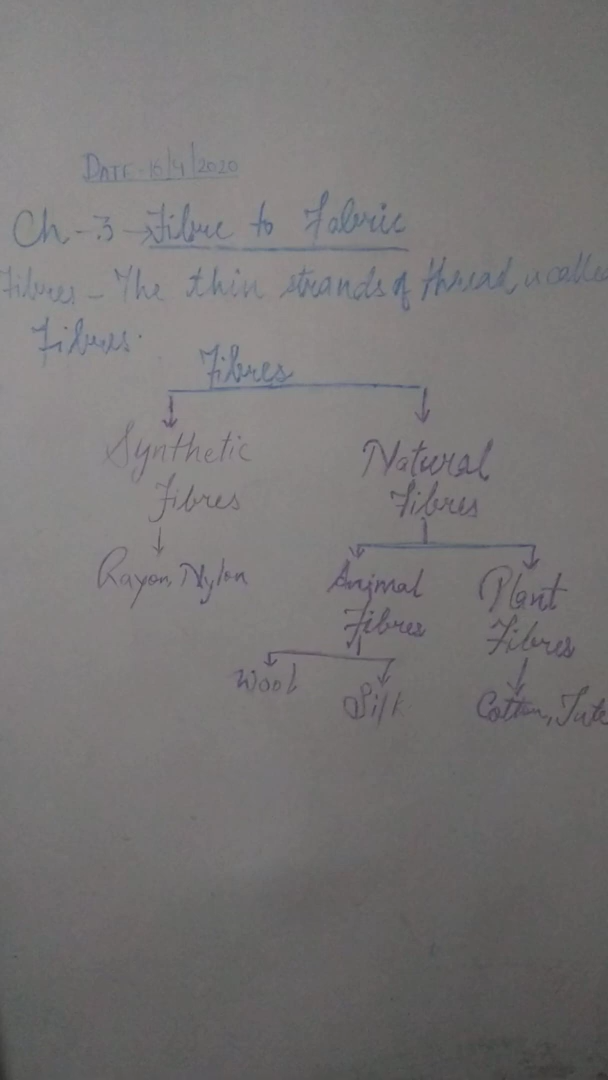 DATE-16/4/2020
Ch-3→Fibre to Fabric
Fibres - The thin strands of thread is called
Fibres.
Fibres
Synthetic Fibres
Natural Fibres
Rayon, Nylon
Animal Fibres
Plant Fibres
Wool
Silk
Cotton, Jute